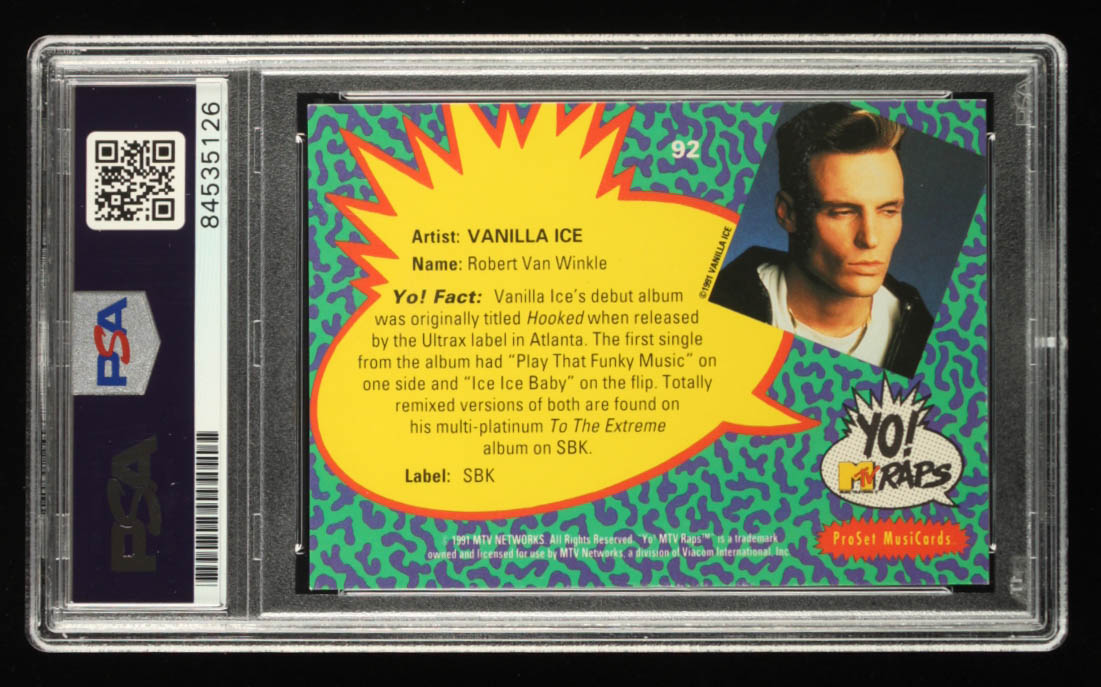 84535126
PSA
PSA
92
©1991 VANILLA ICE
Artist: VANILLA ICE
Name: Robert Van Winkle
Yo! Fact: Vanilla Ice's debut album
was originally titled Hooked when released
by the Ultrax label in Atlanta. The first single
from the album had "Play That Funky Music" on
one side and "Ice Ice Baby" on the flip. Totally
remixed versions of both are found on
his multi-platinum To The Extreme
album on SBK.
Label: SBK
YO!
MTV RAPS
ProSet MusiCards
© 1991 MTV NETWORKS. All Rights Reserved. "Yo! MTV Raps™" is a trademark
owned and licensed for use by MTV Networks, a division of Viacom International, Inc.